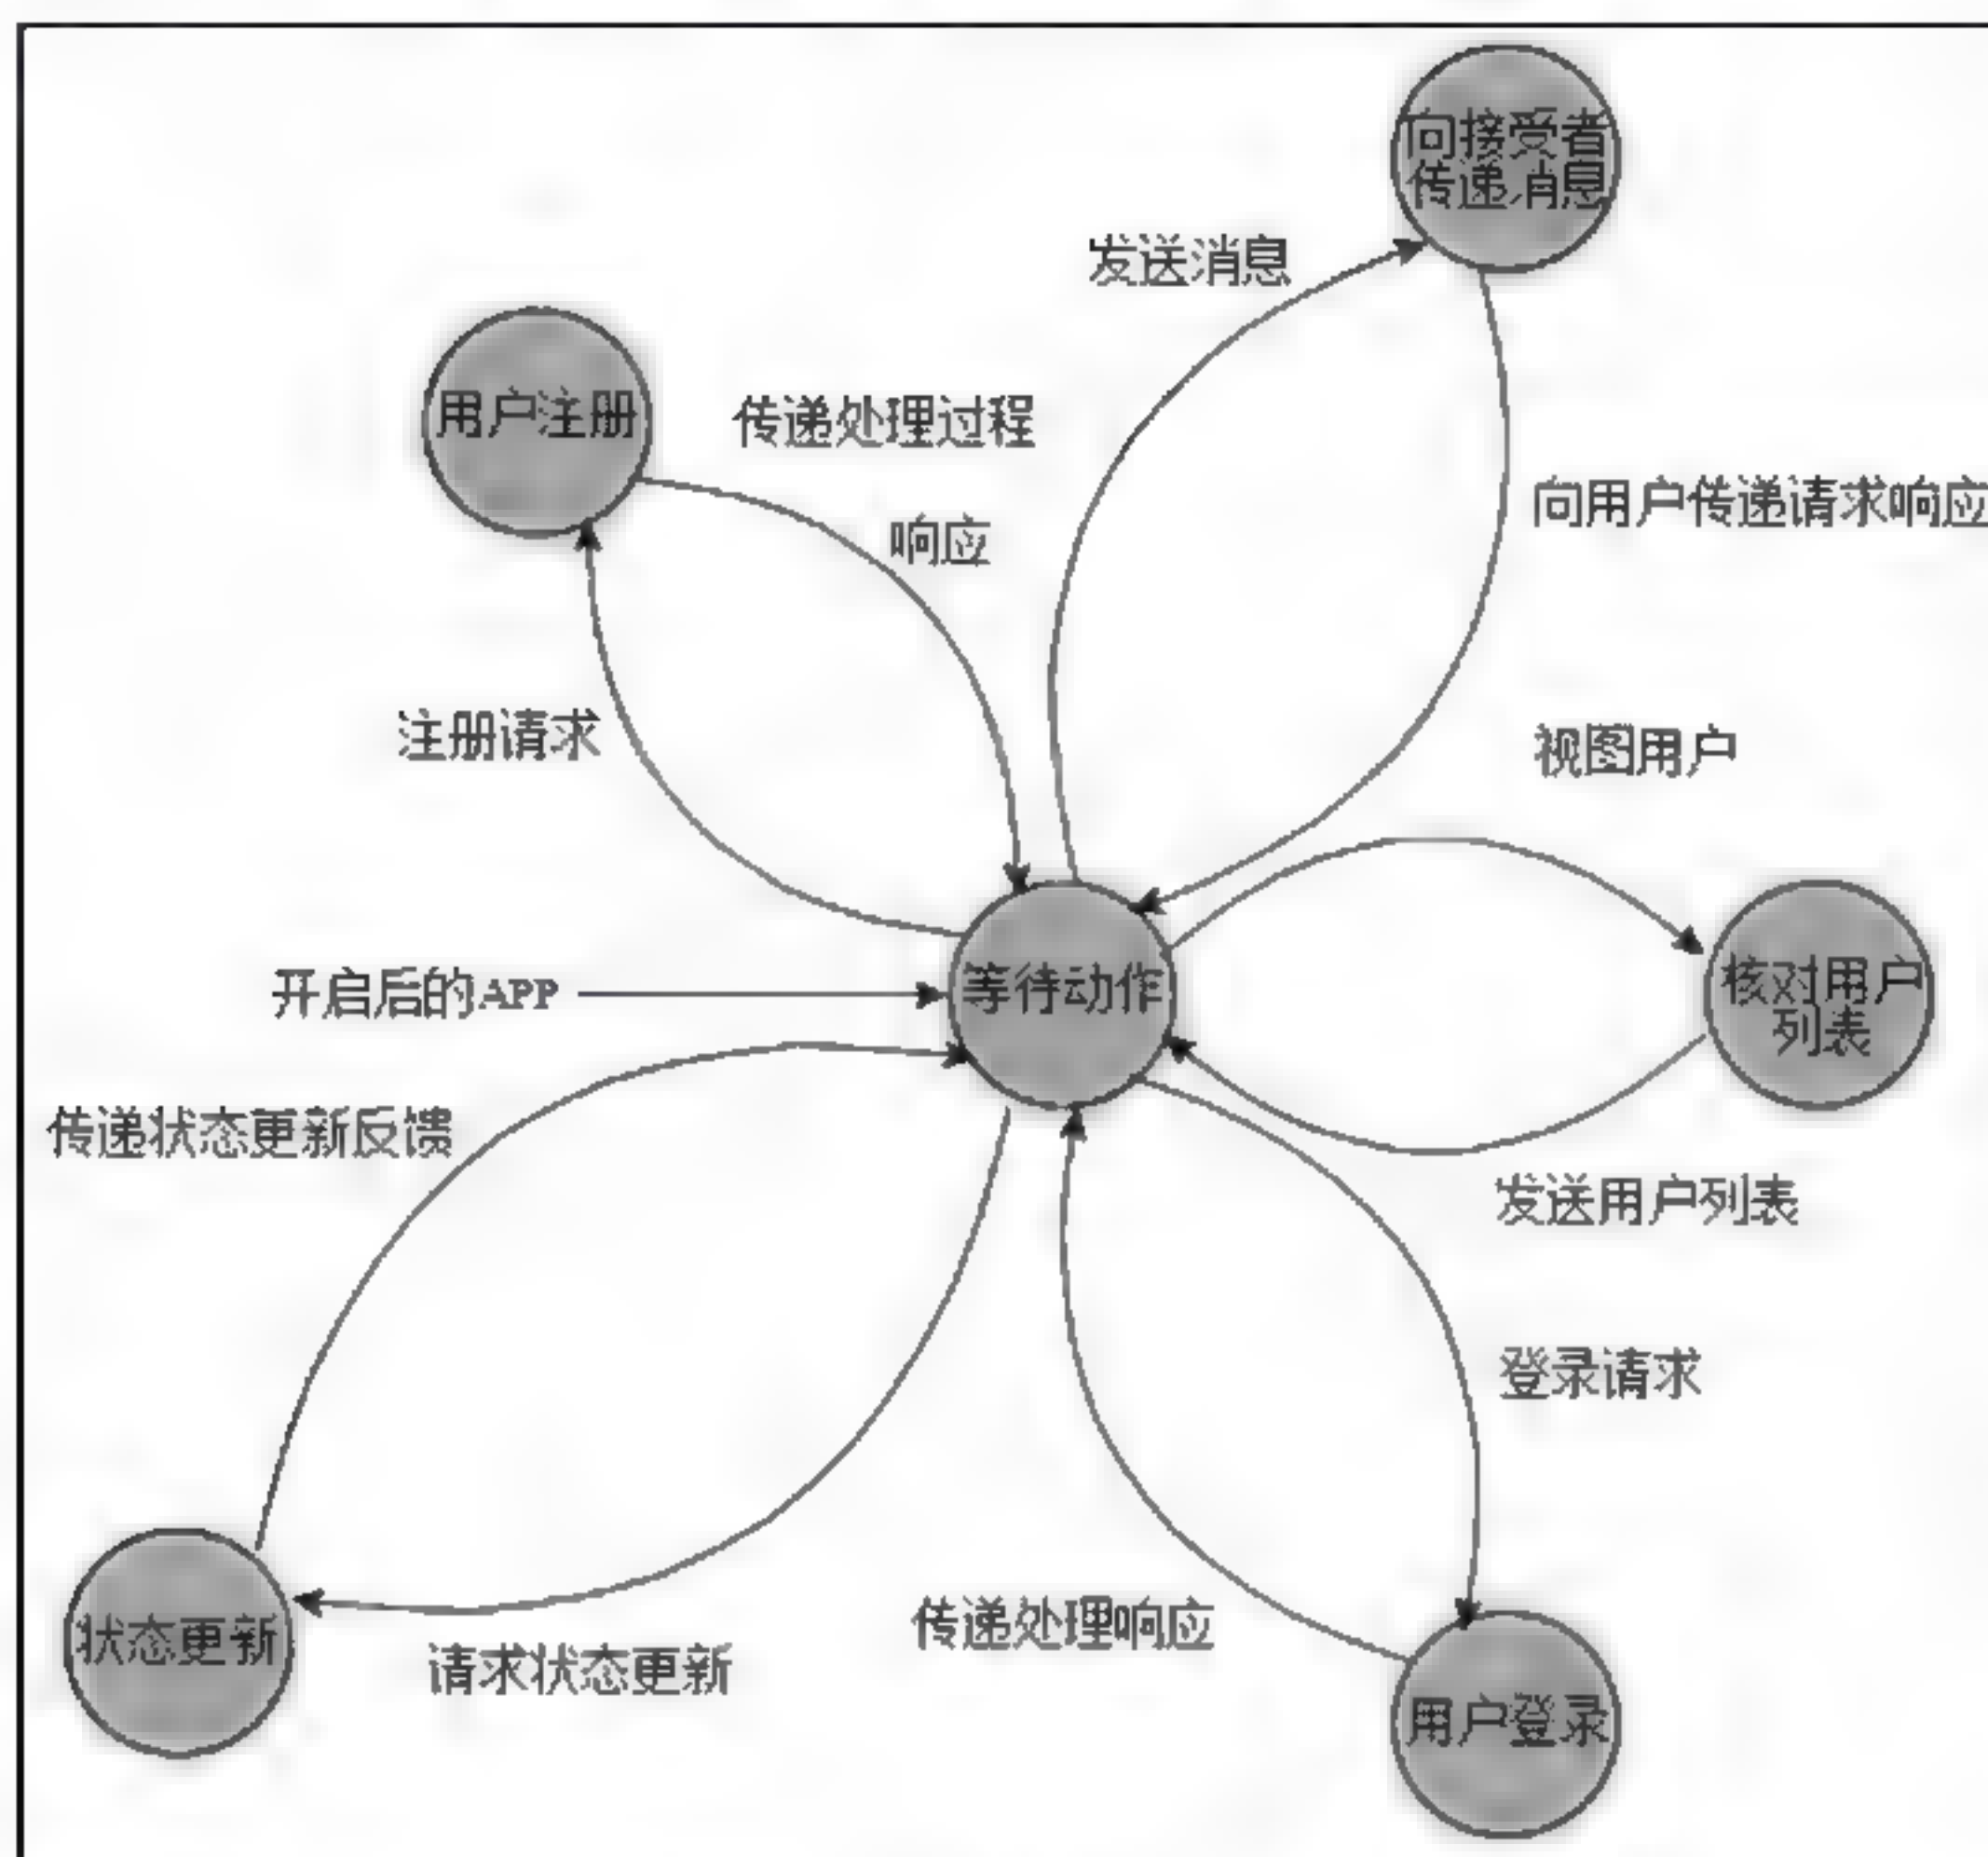 向接受者
传递消息
发送消息
用户注册
传递处理过程
响应
向用户传递请求响应
注册请求
视图用户
开启后的APP
等待动作
核对用户
列表
传递状态更新反馈
发送用户列表
登录请求
传递处理响应
状态更新
请求状态更新
用户登录